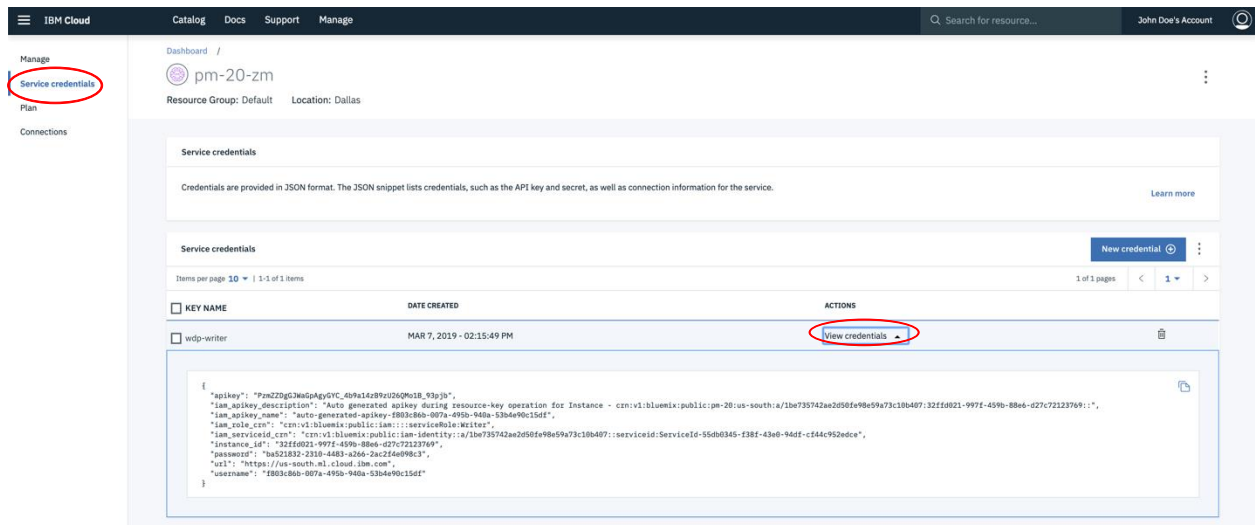 IBM Cloud
Catalog Docs Support Manage
Search for resource...
John Doe's Account
Manage
Service credentials
Plan
Connections
Dashboard /
pm-20-zm
Resource Group: Default Location: Dallas
Service credentials
Credentials are provided in JSON format. The JSON snippet lists credentials, such as the API key and secret, as well as connection information for the service.
Learn more
Service credentials
New credential
Items per page 10 | 1-1 of 1 items
1 of 1 pages < 1 >
KEY NAME DATE CREATED ACTIONS
wdp-writer MAR 7, 2019 - 02:15:49 PM View credentials
{
"apikey": "PzmZZDgGJWaGpAgyGYC_4b9a14zB9zU26QMo1B_93pjb",
"iam_apikey_description": "Auto generated apikey during resource-key operation for Instance - crn:v1:bluemix:public:pm-20:us-south:a/1be735742ae2d50fe98e59a73c10b407:32ffd021-997f-459b-88e6-d27c72123769::",
"iam_apikey_name": "auto-generated-apikey-f803c86b-007a-495b-940a-53b4e90c15df",
"iam_role_crn": "crn:v1:bluemix:public:iam::::serviceRole:Writer",
"iam_serviceid_crn": "crn:v1:bluemix:public:iam-identity::a/1be735742ae2d50fe98e59a73c10b407::serviceid:ServiceId-55db0345-f38f-43e0-94df-cf44c952edce",
"instance_id": "32ffd021-997f-459b-88e6-d27c72123769",
"password": "ba521832-2310-4483-a266-2ac2f4e098c3",
"url": "https://us-south.ml.cloud.ibm.com",
"username": "f803c86b-007a-495b-940a-53b4e90c15df"
}